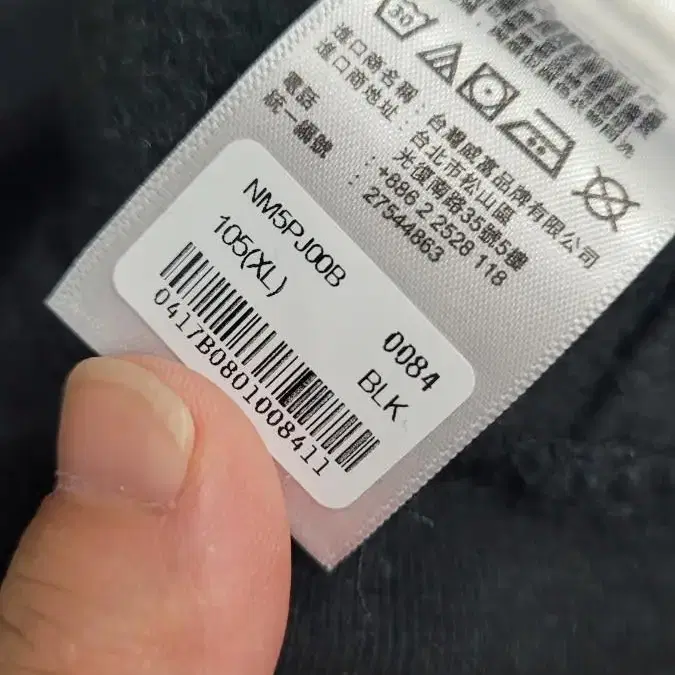 30
進口商名稱：台灣威富品牌有限公司
進口商地址：台北市松山區
光復南路35號5樓
電話：+886 2 2528 118
統一編號：27544863
NM5PJ00B 0084
105(XL) BLK
0417B0801008411